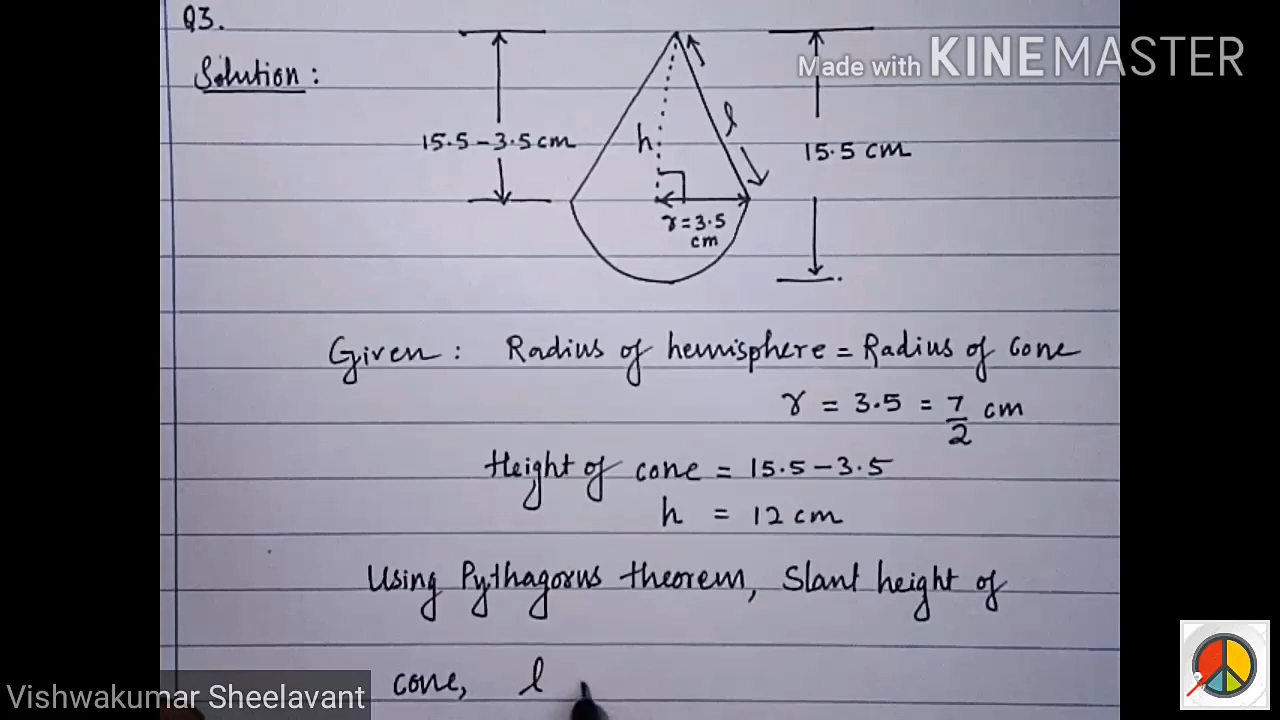 Q3.
Solution :
Made with KINEMASTER
15.5 - 3.5 cm
h
l
15.5 cm
r = 3.5
cm
Given : Radius of hemisphere = Radius of cone
r = 3.5 = 7/2 cm
Height of cone = 15.5 - 3.5
h = 12 cm
Using Pythagorus theorem, Slant height of
cone, l
Vishwakumar Sheelavant